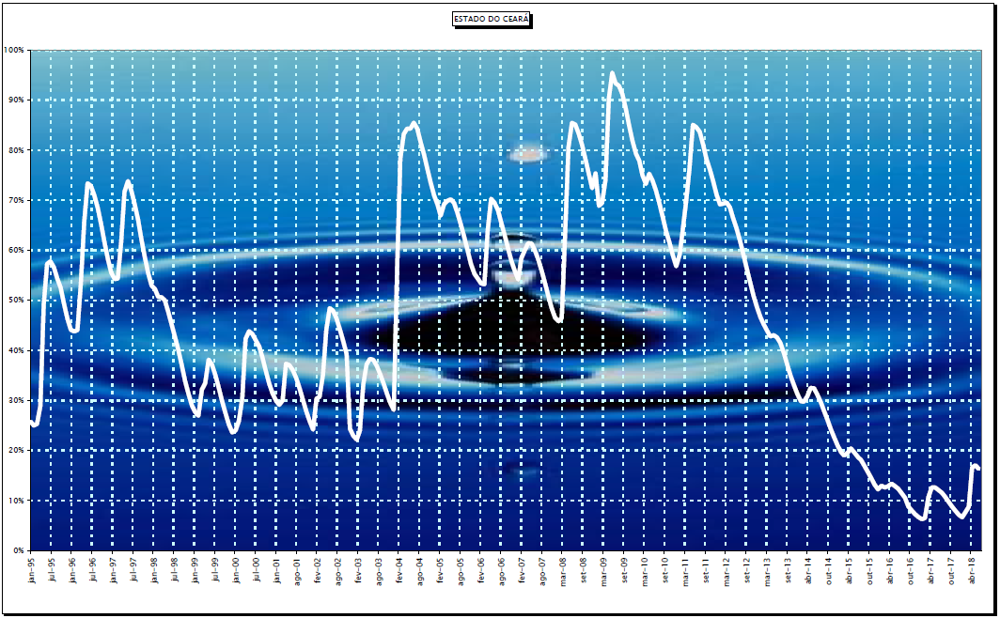 ESTADO DO CEARÁ
100%
90%
80%
70%
60%
50%
40%
30%
20%
10%
0%
jan-95
jul-95
jan-96
jul-96
jan-97
jul-97
jan-98
jul-98
jan-99
jul-99
jan-00
jul-00
jan-01
ago-01
fev-02
ago-02
fev-03
ago-03
fev-04
ago-04
fev-05
ago-05
fev-06
ago-06
fev-07
ago-07
mar-08
set-08
mar-09
set-09
mar-10
set-10
mar-11
set-11
mar-12
set-12
mar-13
set-13
abr-14
out-14
abr-15
out-15
abr-16
out-16
abr-17
out-17
abr-18